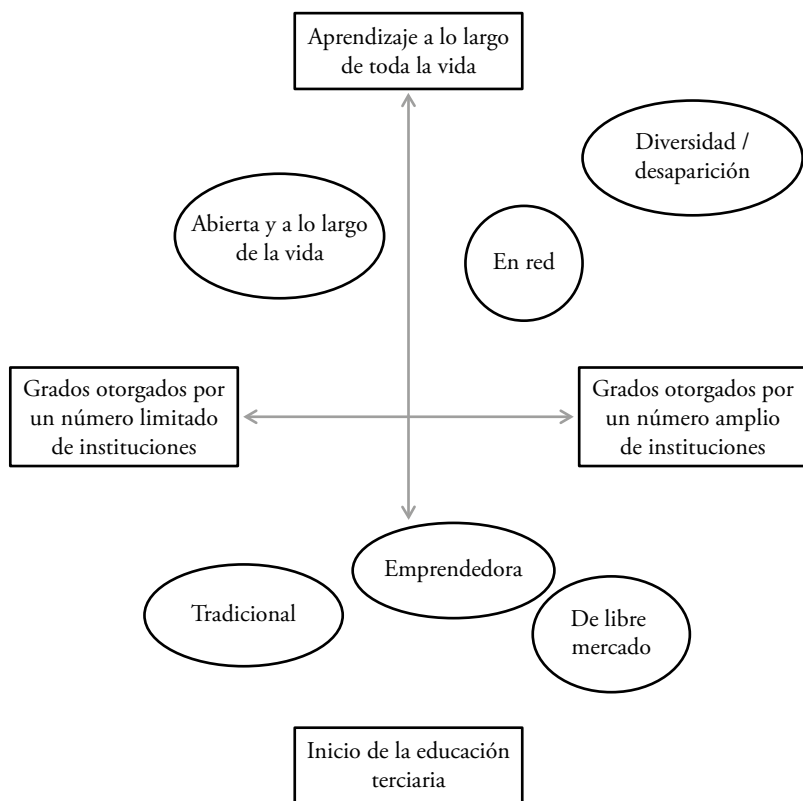 Aprendizaje a lo largo
de toda la vida
Diversidad /
desaparición
Abierta y a lo largo
de la vida
En red
Grados otorgados por
un número limitado
de instituciones
Grados otorgados por
un número amplio
de instituciones
Emprendedora
Tradicional
De libre
mercado
Inicio de la educación
terciaria